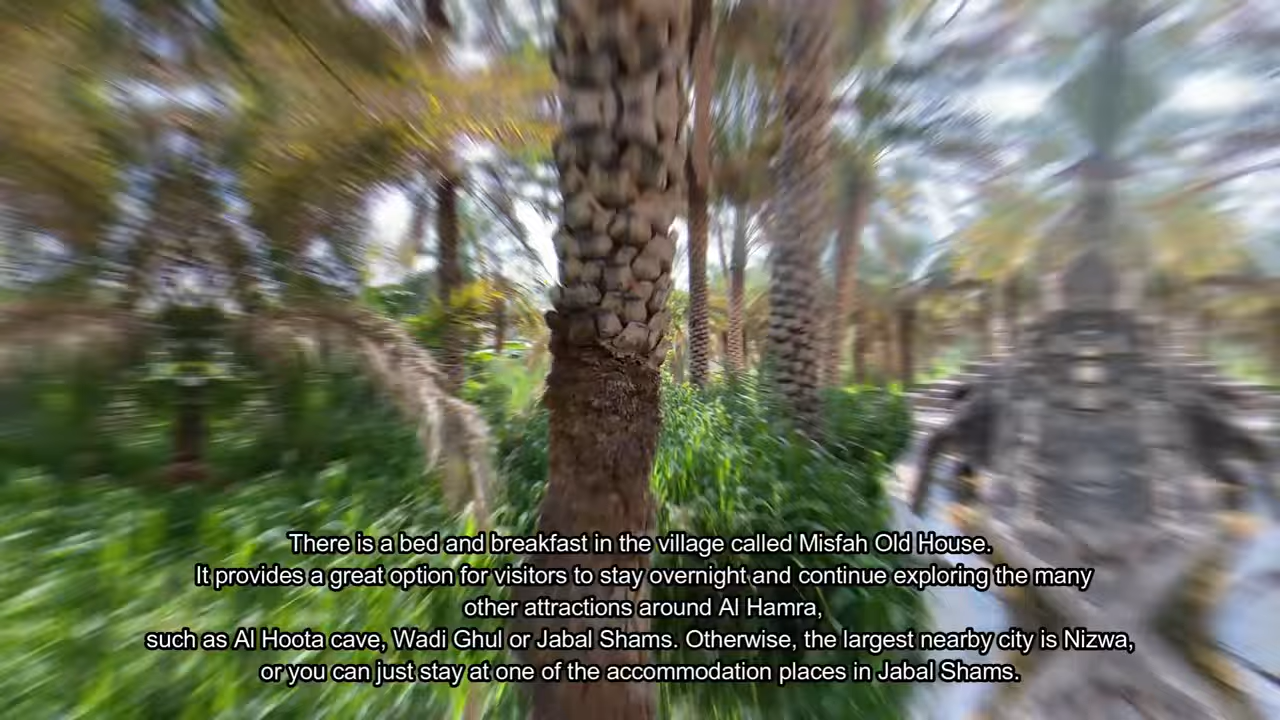 There is a bed and breakfast in the village called Misfah Old House.
It provides a great option for visitors to stay overnight and continue exploring the many
other attractions around Al Hamra,
such as Al Hoota cave, Wadi Ghul or Jabal Shams. Otherwise, the largest nearby city is Nizwa,
or you can just stay at one of the accommodation places in Jabal Shams.